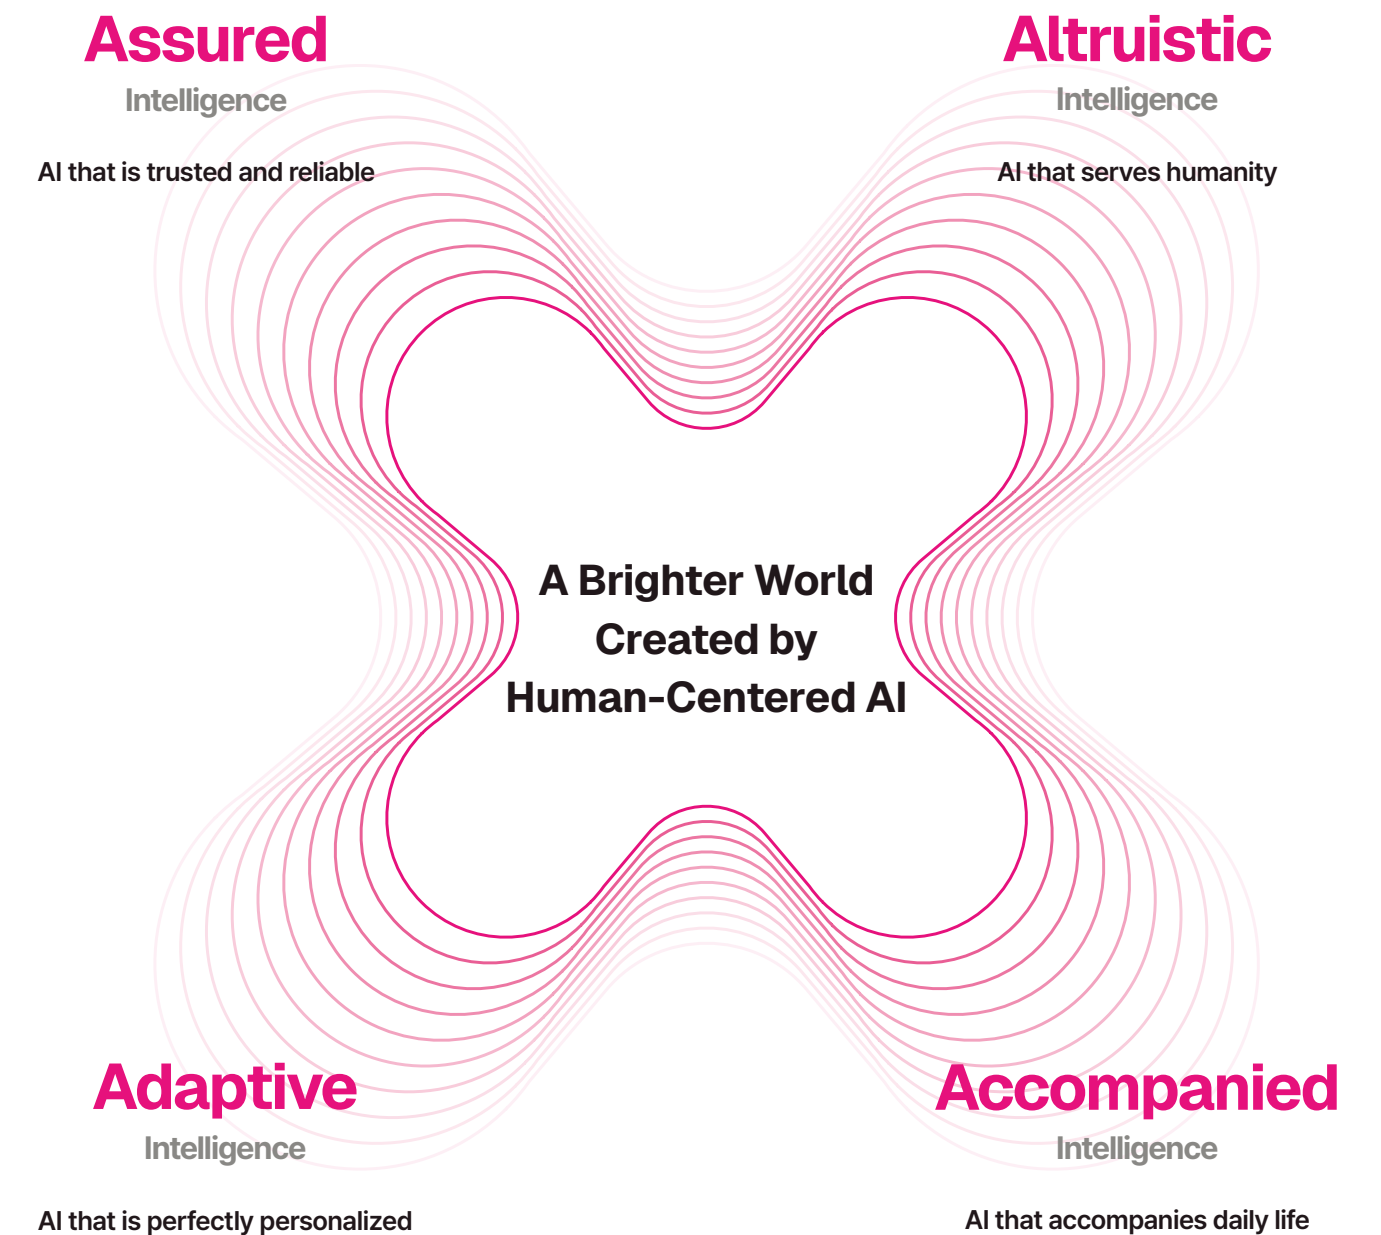 Assured
Intelligence
AI that is trusted and reliable
Altruistic
Intelligence
AI that serves humanity
A Brighter World
Created by
Human-Centered AI
Adaptive
Intelligence
AI that is perfectly personalized
Accompanied
Intelligence
AI that accompanies daily life